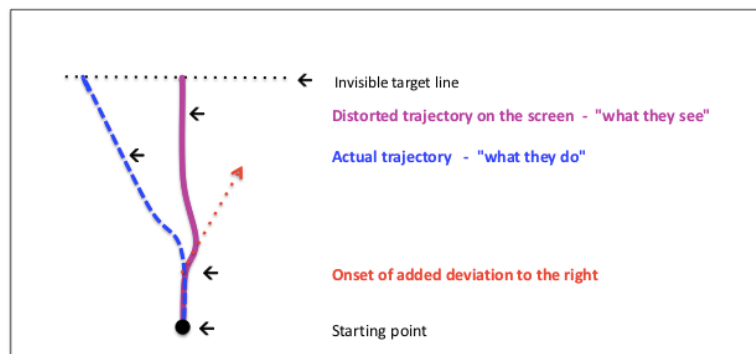 Invisible target line
Distorted trajectory on the screen - "what they see"
Actual trajectory - "what they do"
Onset of added deviation to the right
Starting point